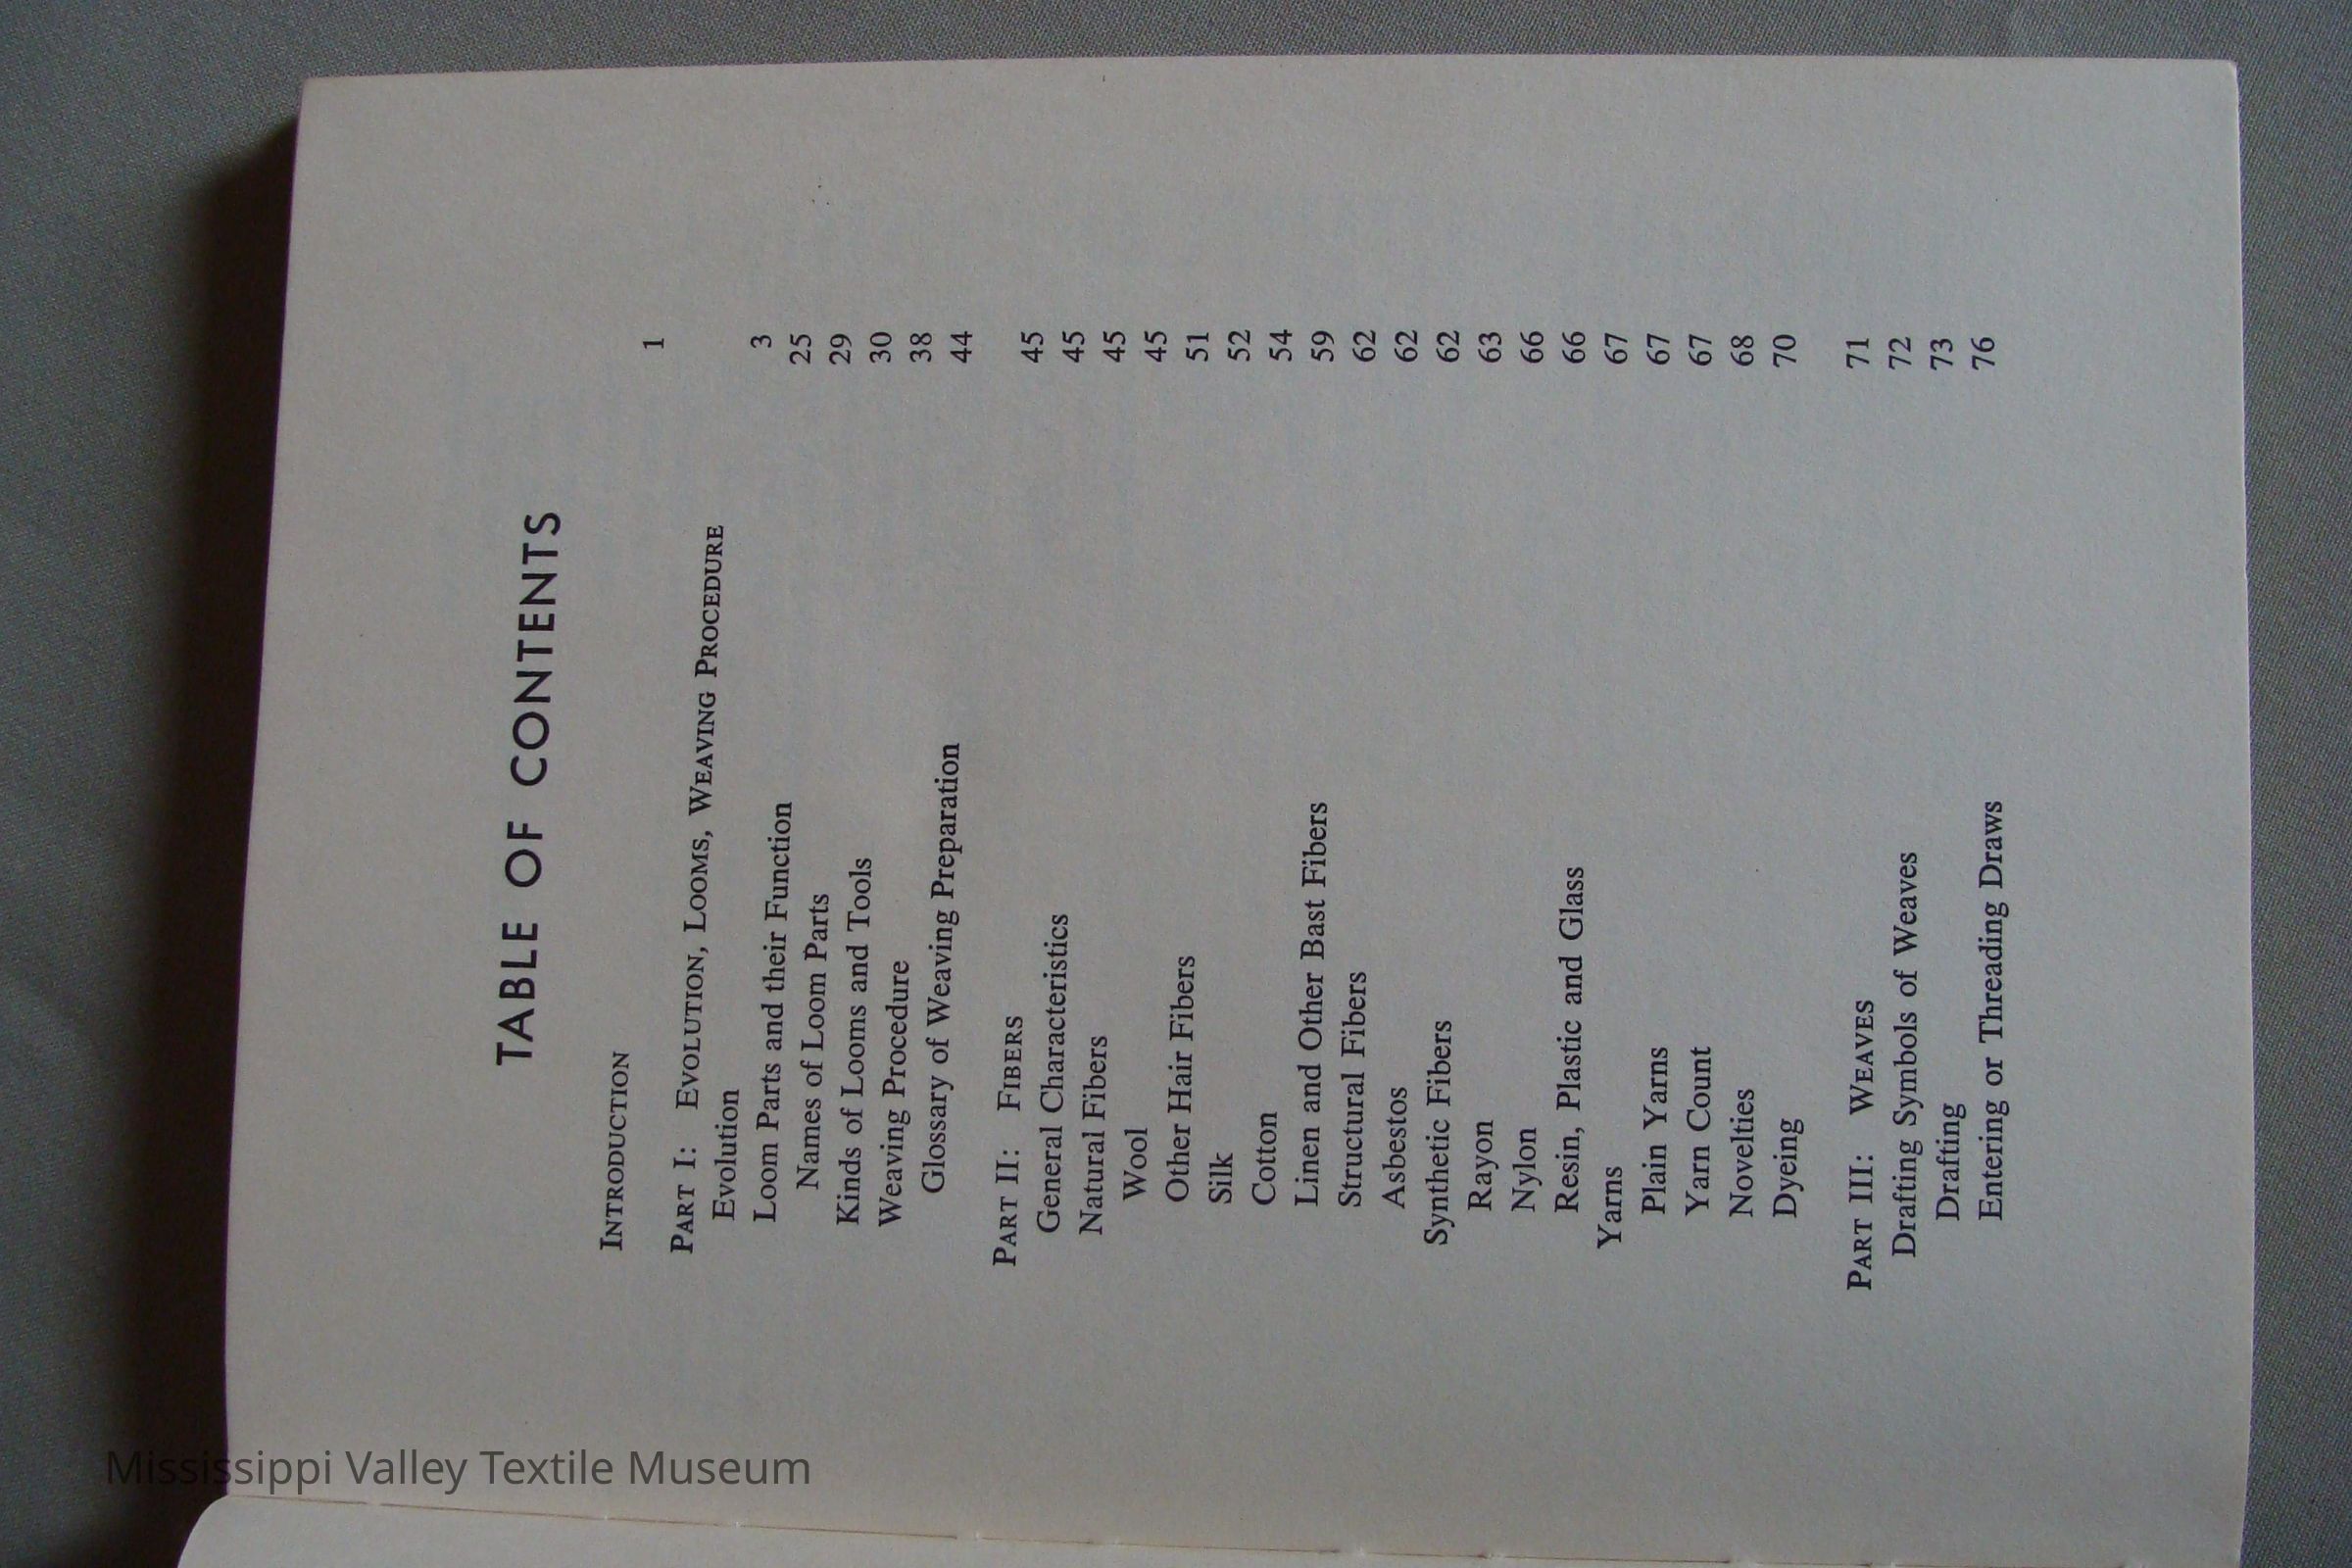 TABLE OF CONTENTS
INTRODUCTION 1
PART I: EVOLUTION, LOOMS, WEAVING PROCEDURE
Evolution 3
Loom Parts and their Function 25
Names of Loom Parts 29
Kinds of Looms and Tools 30
Weaving Procedure 38
Glossary of Weaving Preparation 44
PART II: FIBERS 45
General Characteristics 45
Natural Fibers 45
Wool 45
Other Hair Fibers 51
Silk 52
Cotton 54
Linen and Other Bast Fibers 59
Structural Fibers 62
Asbestos 62
Synthetic Fibers 62
Rayon 63
Nylon 66
Resin, Plastic and Glass 66
Yarns 67
Plain Yarns 67
Yarn Count 67
Novelties 68
Dyeing 70
PART III: WEAVES 71
Drafting Symbols of Weaves 72
Drafting 73
Entering or Threading Draws 76
Mississippi Valley Textile Museum